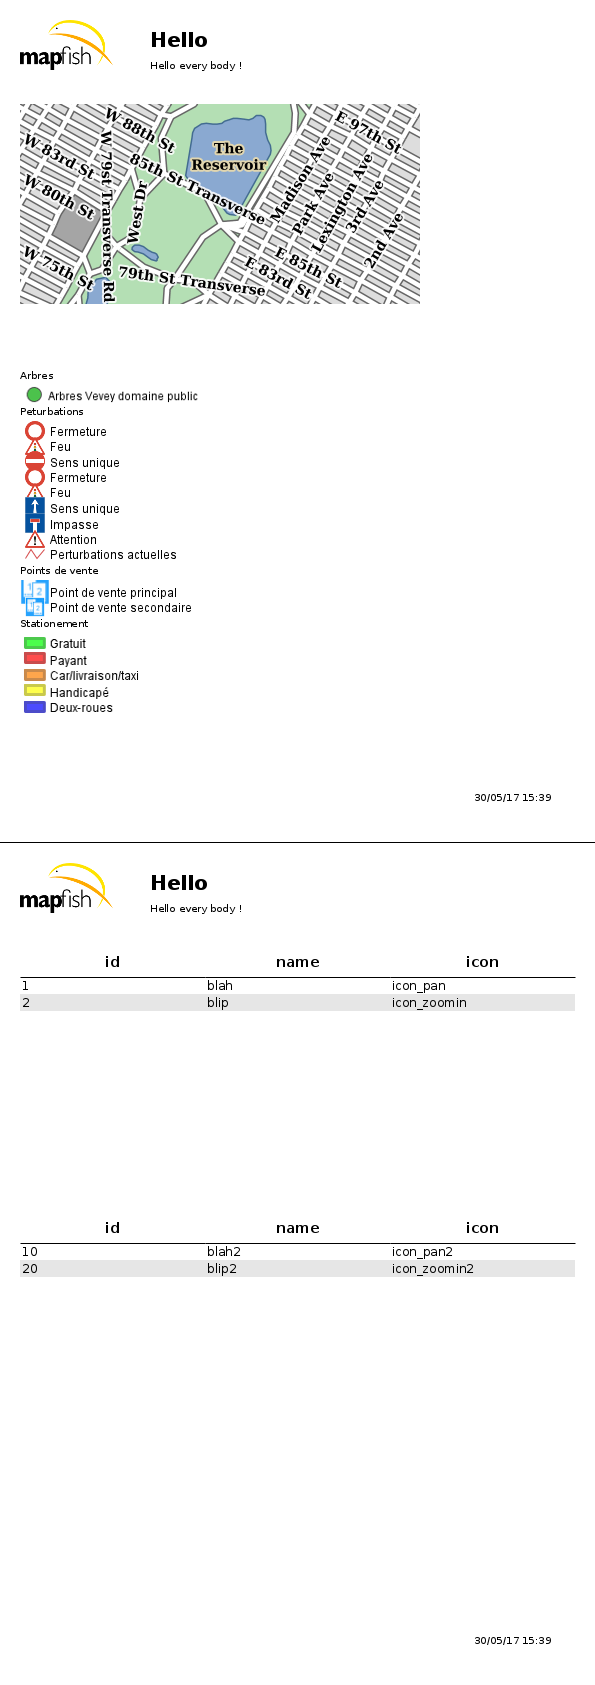 mapfish
Hello
Hello every body !
W 88th St
E 97th St
W 83rd St
W 79st Transverse Rd
The
Reservoir
85th St Transverse
Madison Ave
Park Ave
Lexington Ave
3rd Ave
2nd Ave
W 80th St
West Dr
W 75th St
79th St Transverse
E 85th St
E 83rd St
Arbres
Arbres Vevey domaine public
Peturbations
Fermeture
Feu
Sens unique
Fermeture
Feu
Sens unique
Impasse
Attention
Perturbations actuelles
Points de vente
Point de vente principal
Point de vente secondaire
Stationement
Gratuit
Payant
Car/livraison/taxi
Handicapé
Deux-roues
30/05/17 15:39
mapfish
Hello
Hello every body !
id name icon
1 blah icon_pan
2 blip icon_zoomin
id name icon
10 blah2 icon_pan2
20 blip2 icon_zoomin2
30/05/17 15:39